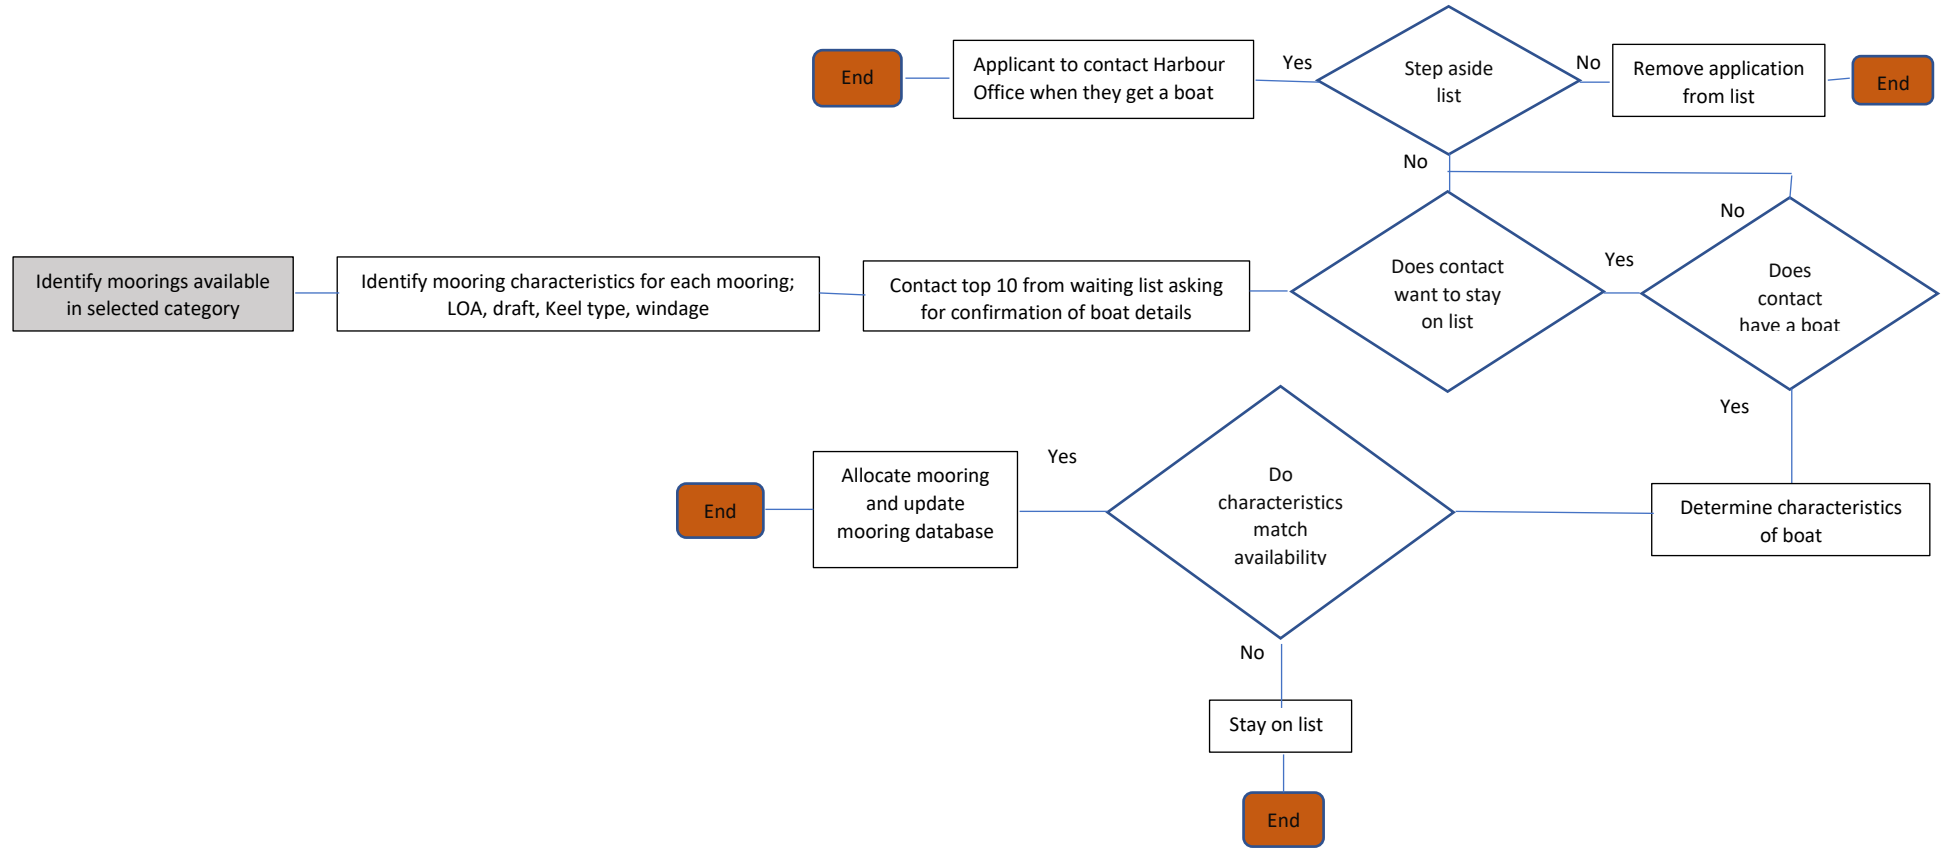 End
Applicant to contact Harbour
Office when they get a boat
Yes
Step aside
list
No
Remove application
from list
End
No
No
Identify moorings available
in selected category
Identify mooring characteristics for each mooring;
LOA, draft, Keel type, windage
Contact top 10 from waiting list asking
for confirmation of boat details
Does contact
want to stay
on list
Yes
Does
contact
have a boat
Yes
End
Allocate mooring
and update
mooring database
Yes
Do
characteristics
match
availability
Determine characteristics
of boat
No
Stay on list
End